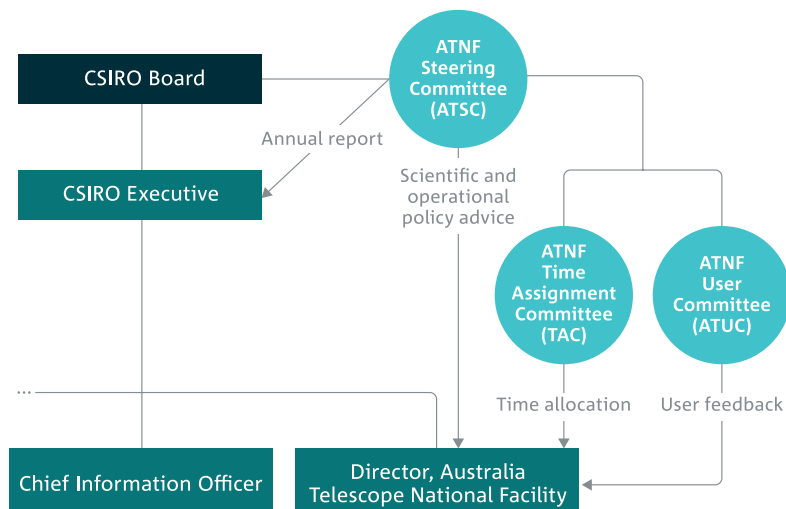 CSIRO Board
ATNF
Steering
Committee
(ATSC)
Annual report
CSIRO Executive
Scientific and
operational
policy advice
ATNF
Time
Assignment
Committee
(TAC)
ATNF
User
Committee
(ATUC)
...
Time allocation
User feedback
Chief Information Officer
Director, Australia
Telescope National Facility